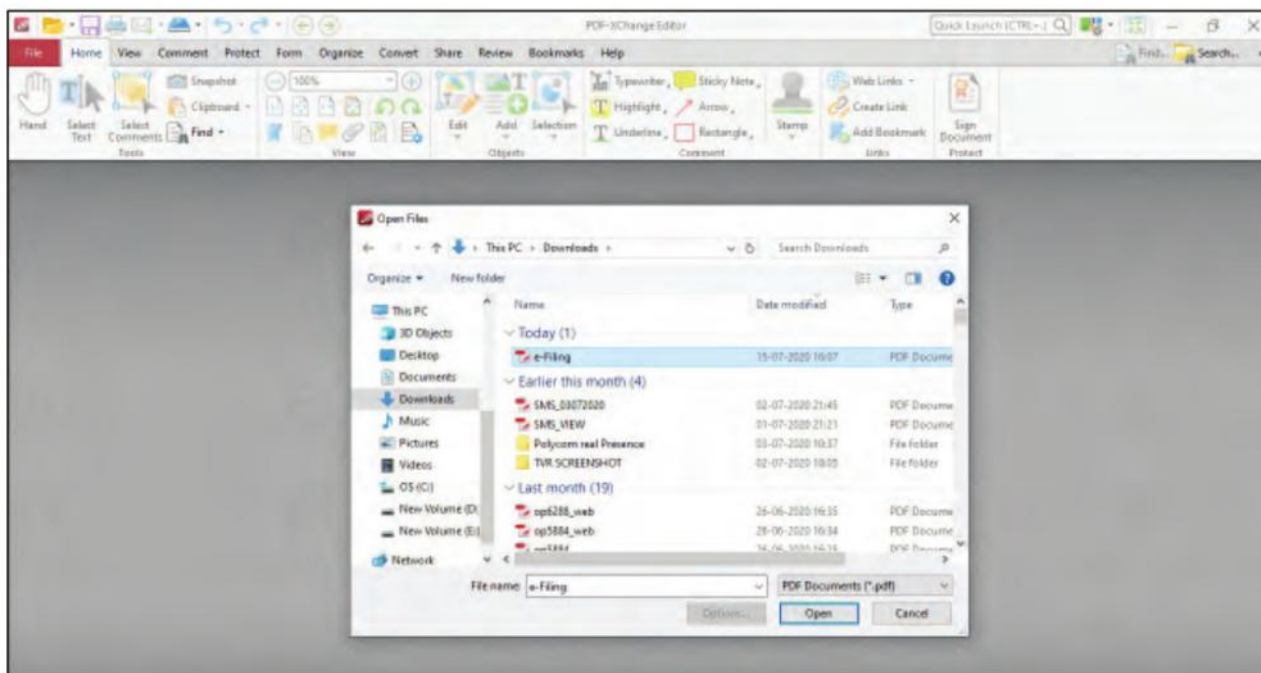 PDF-XChange Editor
Quick Launch (CTRL+.)
File Home View Comment Protect Form Organize Convert Share Review Bookmarks Help
Find... Search...
Snapshot 100% Typewriter Sticky Note Web Links
Clipboard Highlight Arrow Create Link
Hand Select Text Select Comments Find Edit Add Selection Underline Rectangle Stamp Add Bookmark Sign Document
Tools View Objects Comment Links Protect
Open Files
This PC Downloads Search Downloads
Organize New folder
Name Date modified Type
This PC
3D Objects
Desktop
Documents
Downloads
Music
Pictures
Videos
OS (C:)
New Volume (D:
New Volume (E:)
Network
Today (1)
e-Filing 15-07-2020 16:07 PDF Docume
Earlier this month (4)
SMS_03072020 02-07-2020 21:45 PDF Docume
SMS_VIEW 01-07-2020 21:21 PDF Docume
Polycom real Presence 03-07-2020 10:37 File folder
TVR SCREENSHOT 02-07-2020 18:05 File folder
Last month (19)
op6288_web 26-06-2020 16:35 PDF Docume
op5884_web 26-06-2020 16:34 PDF Docume
File name: e-Filing PDF Documents (*.pdf)
Options... Open Cancel